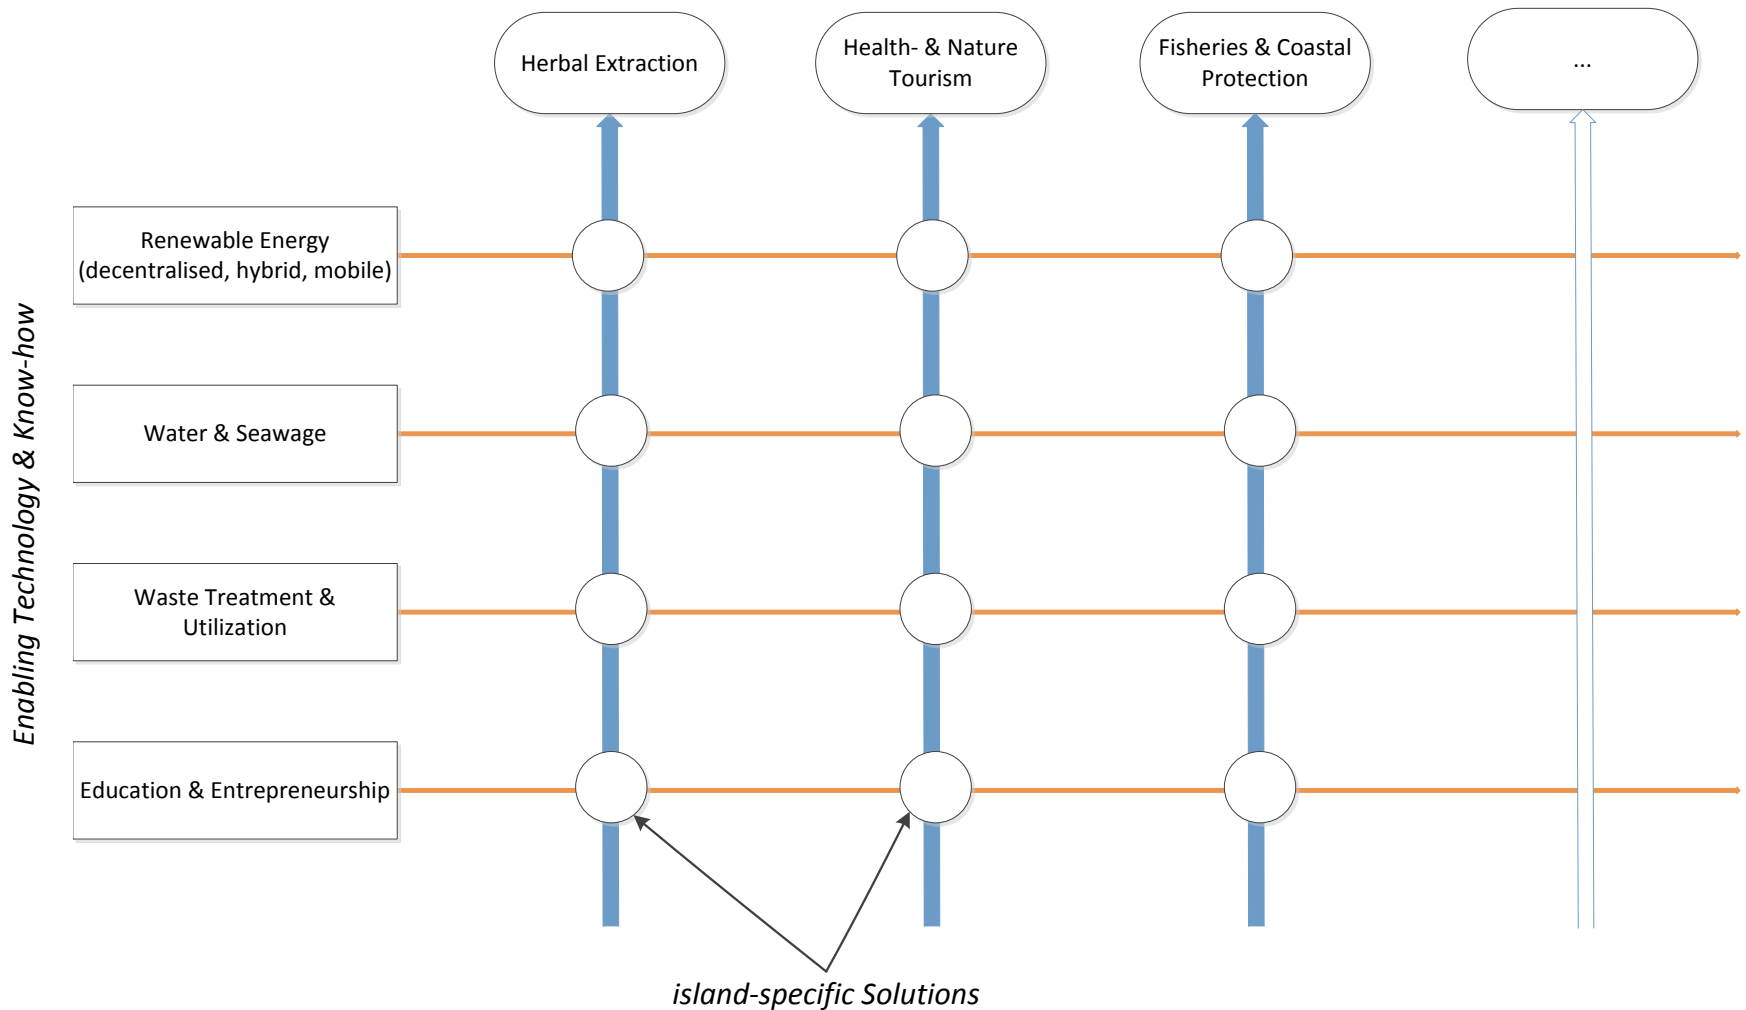 Herbal Extraction
Health- & Nature
Tourism
Fisheries & Coastal
Protection
...
Enabling Technology & Know-how
Renewable Energy
(decentralised, hybrid, mobile)
Water & Seawage
Waste Treatment &
Utilization
Education & Entrepreneurship
island-specific Solutions